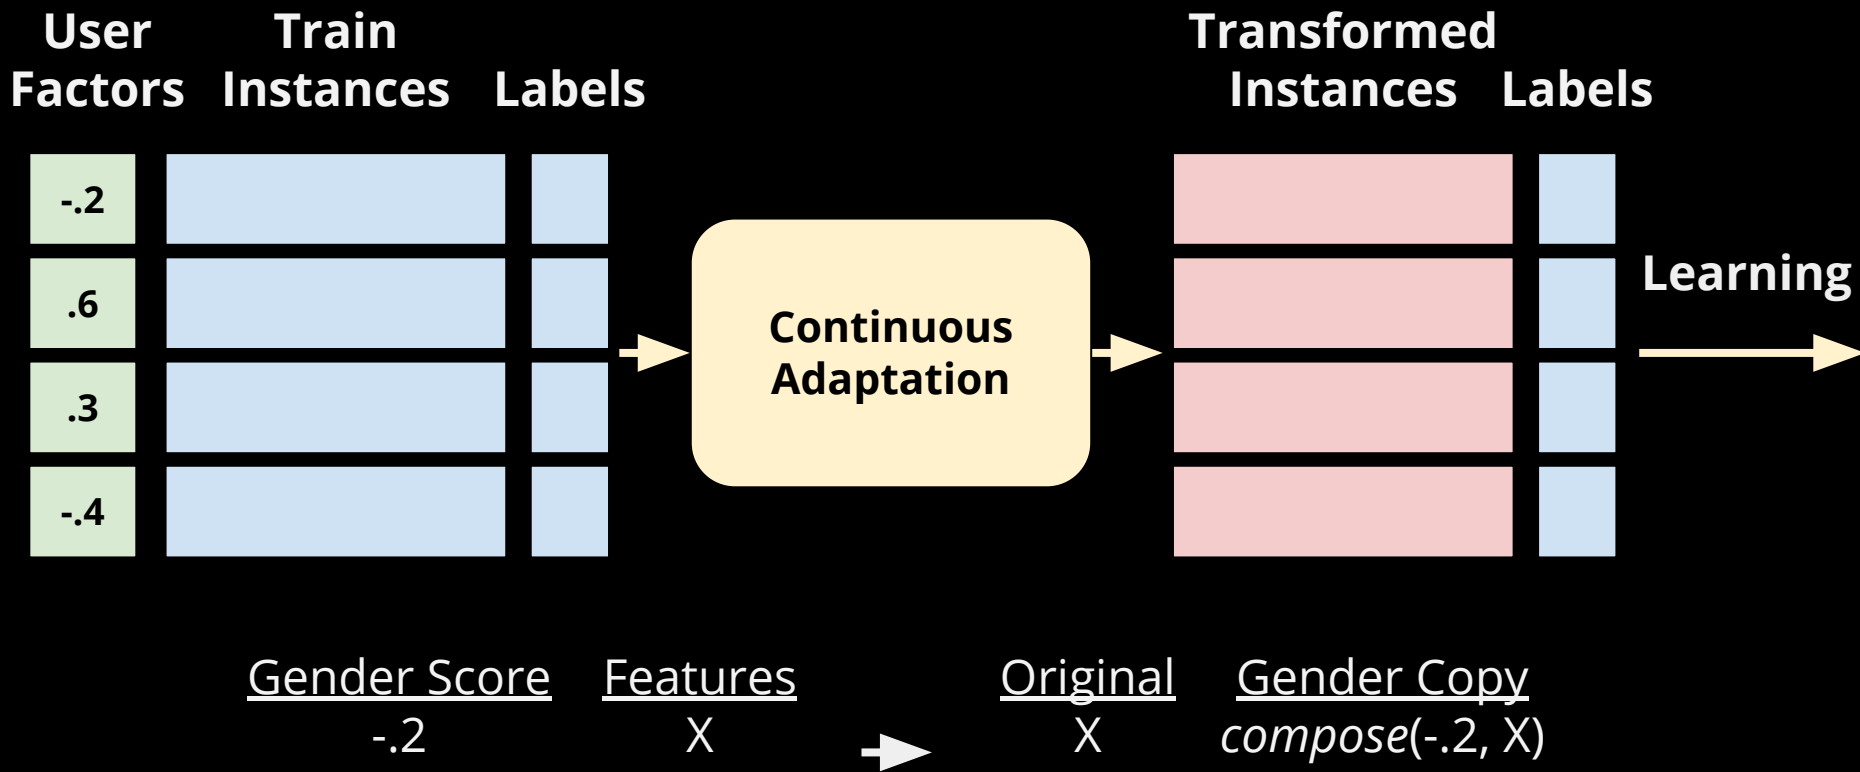 User Factors
Train Instances
Labels
Transformed Instances
Labels
-.2
.6
.3
-.4
Continuous
Adaptation
Learning
Gender Score Features Original Gender Copy
-.2 X X compose(-.2, X)